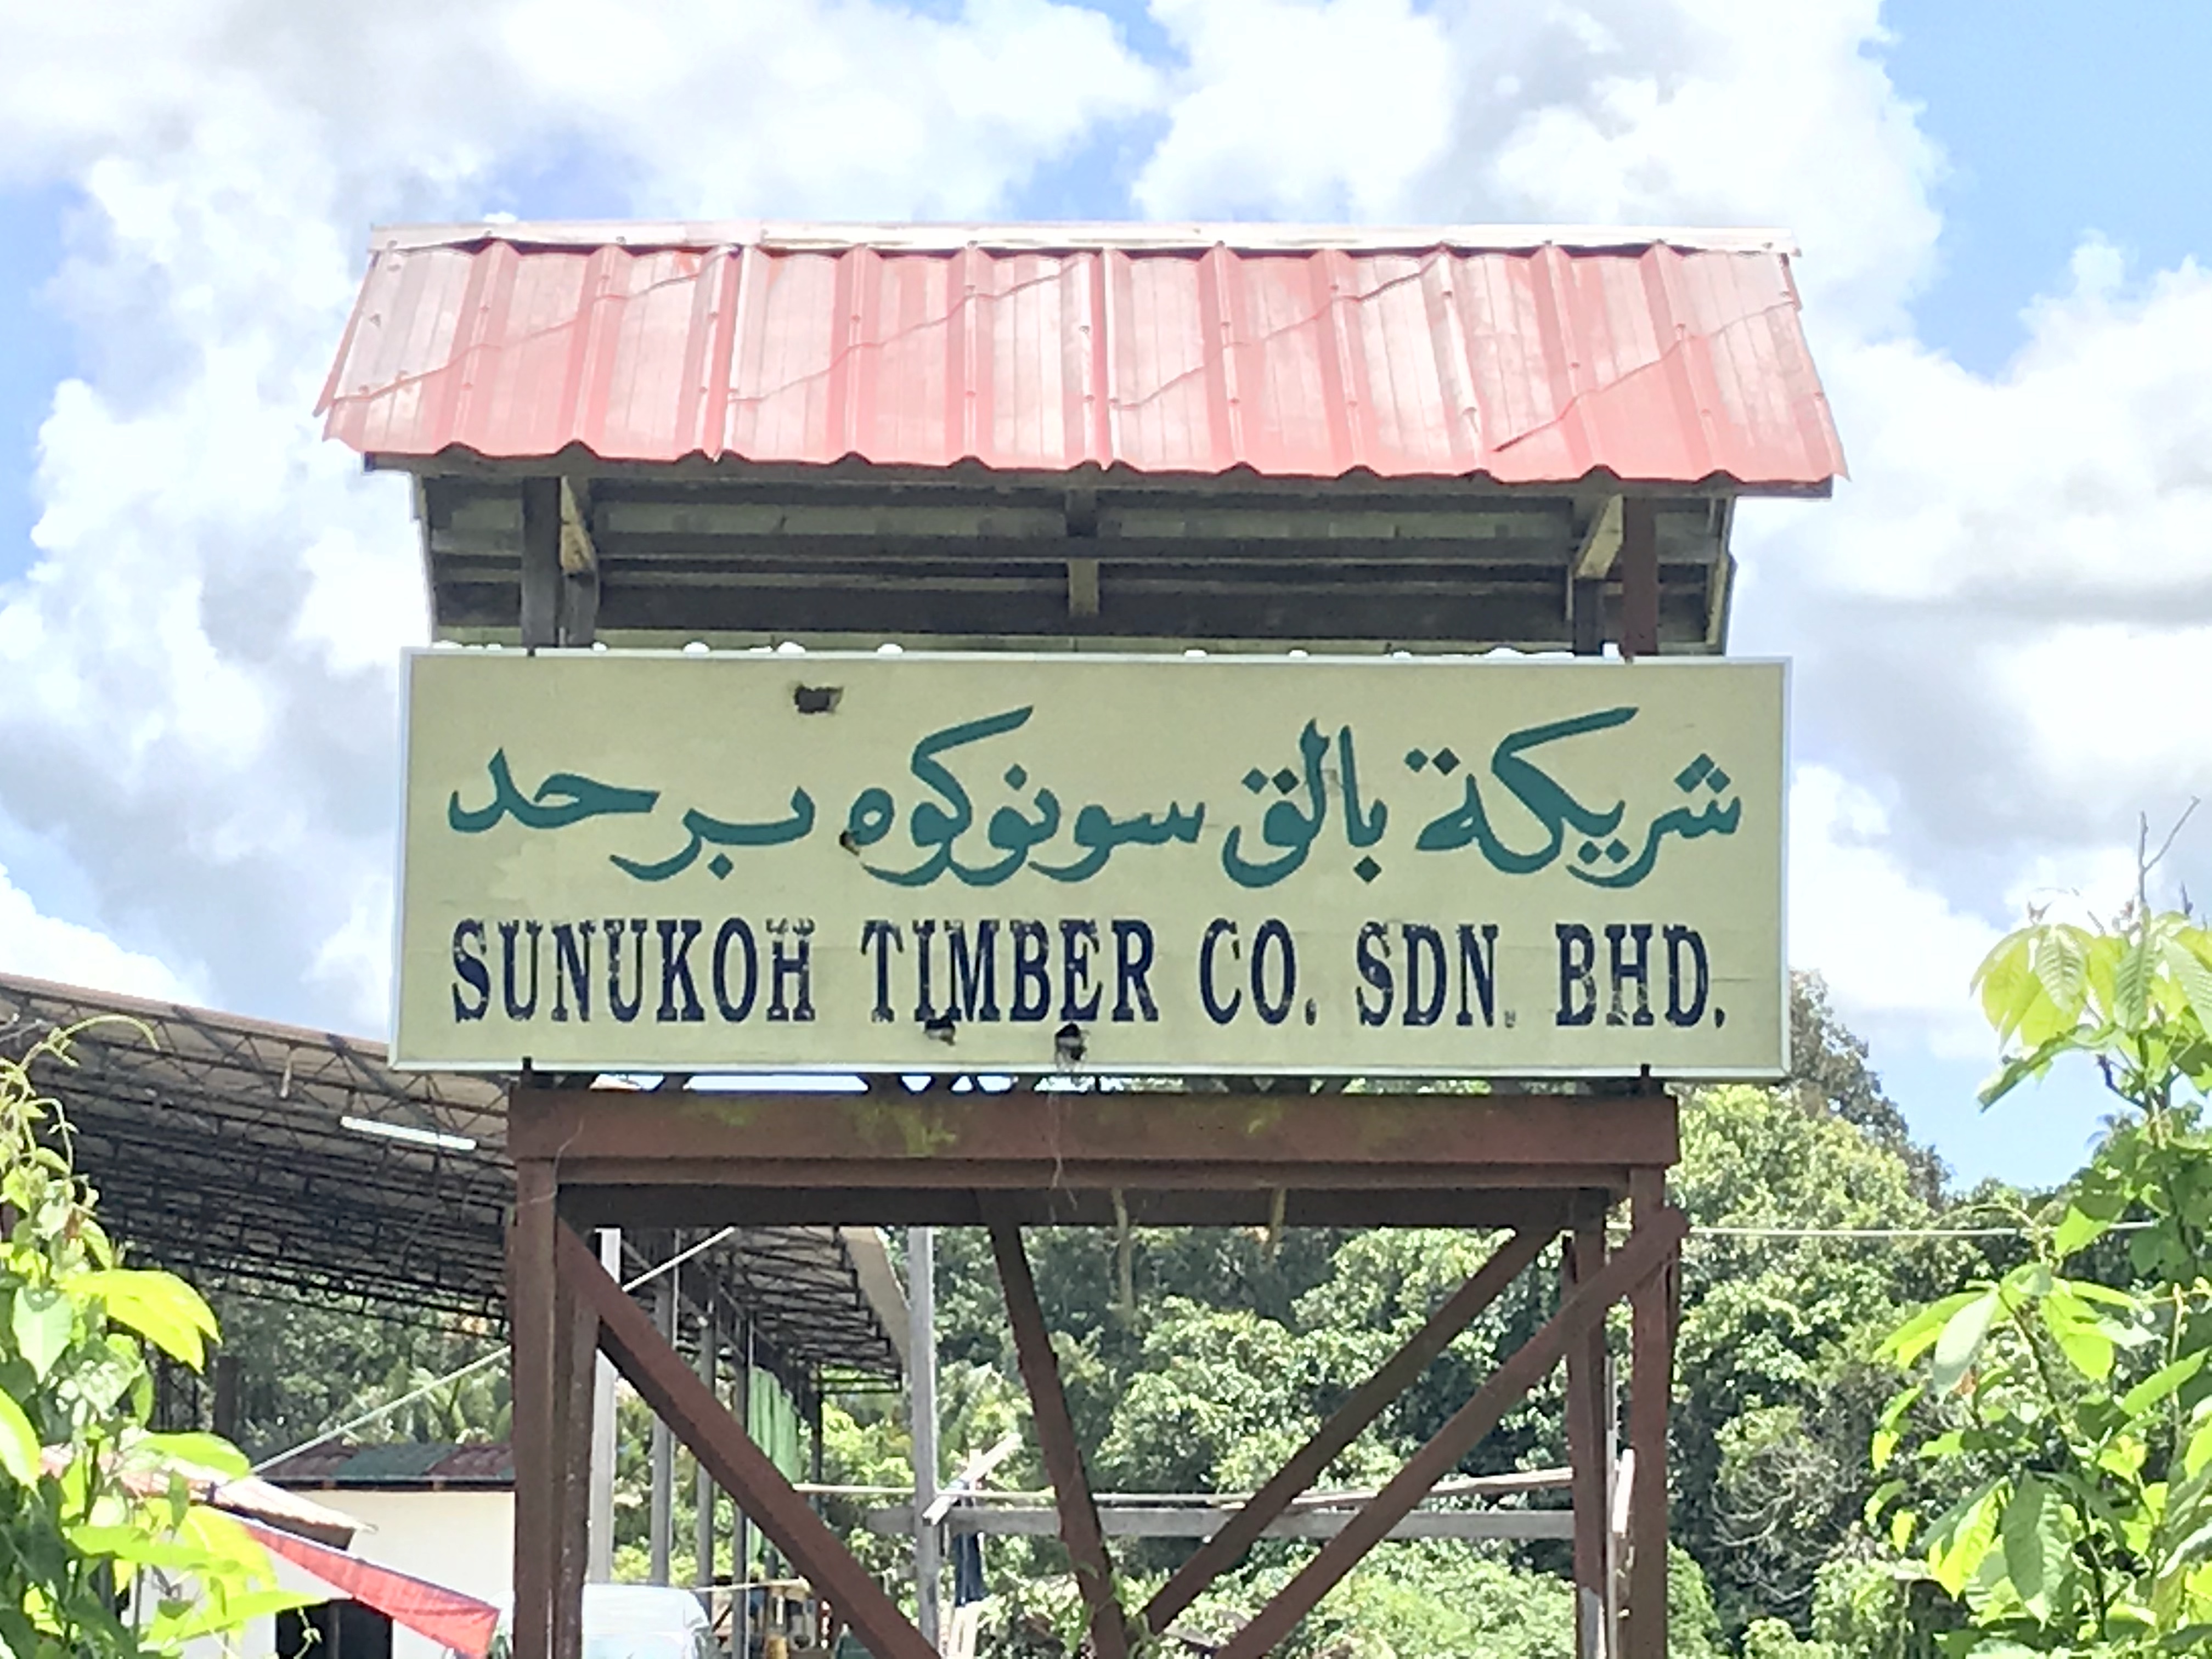 شريكة بالق سونوكوه برحد
SUNUKOH TIMBER CO. SDN. BHD.